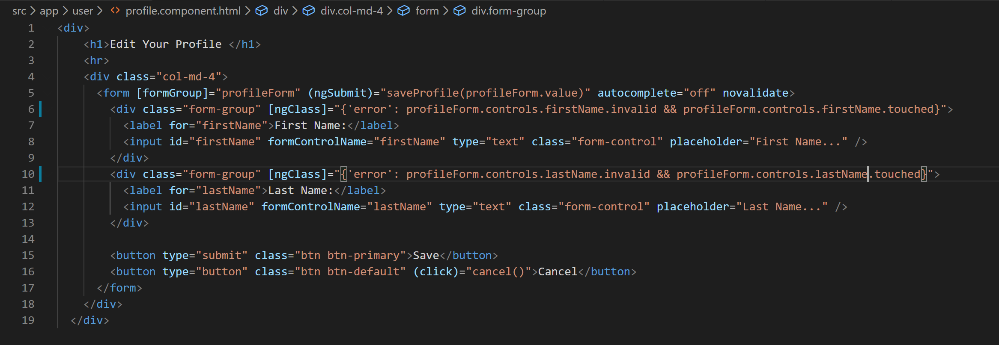 src > app > user > <> profile.component.html > div > div.col-md-4 > form > div.form-group
1 <div>
2 <h1>Edit Your Profile </h1>
3 <hr>
4 <div class="col-md-4">
5 <form [formGroup]="profileForm" (ngSubmit)="saveProfile(profileForm.value)" autocomplete="off" novalidate>
6 <div class="form-group" [ngClass]="{'error': profileForm.controls.firstName.invalid && profileForm.controls.firstName.touched}">
7 <label for="firstName">First Name:</label>
8 <input id="firstName" formControlName="firstName" type="text" class="form-control" placeholder="First Name..." />
9 </div>
10 <div class="form-group" [ngClass]="{'error': profileForm.controls.lastName.invalid && profileForm.controls.lastName.touched}">
11 <label for="lastName">Last Name:</label>
12 <input id="lastName" formControlName="lastName" type="text" class="form-control" placeholder="Last Name..." />
13 </div>
14
15 <button type="submit" class="btn btn-primary">Save</button>
16 <button type="button" class="btn btn-default" (click)="cancel()">Cancel</button>
17 </form>
18 </div>
19 </div>